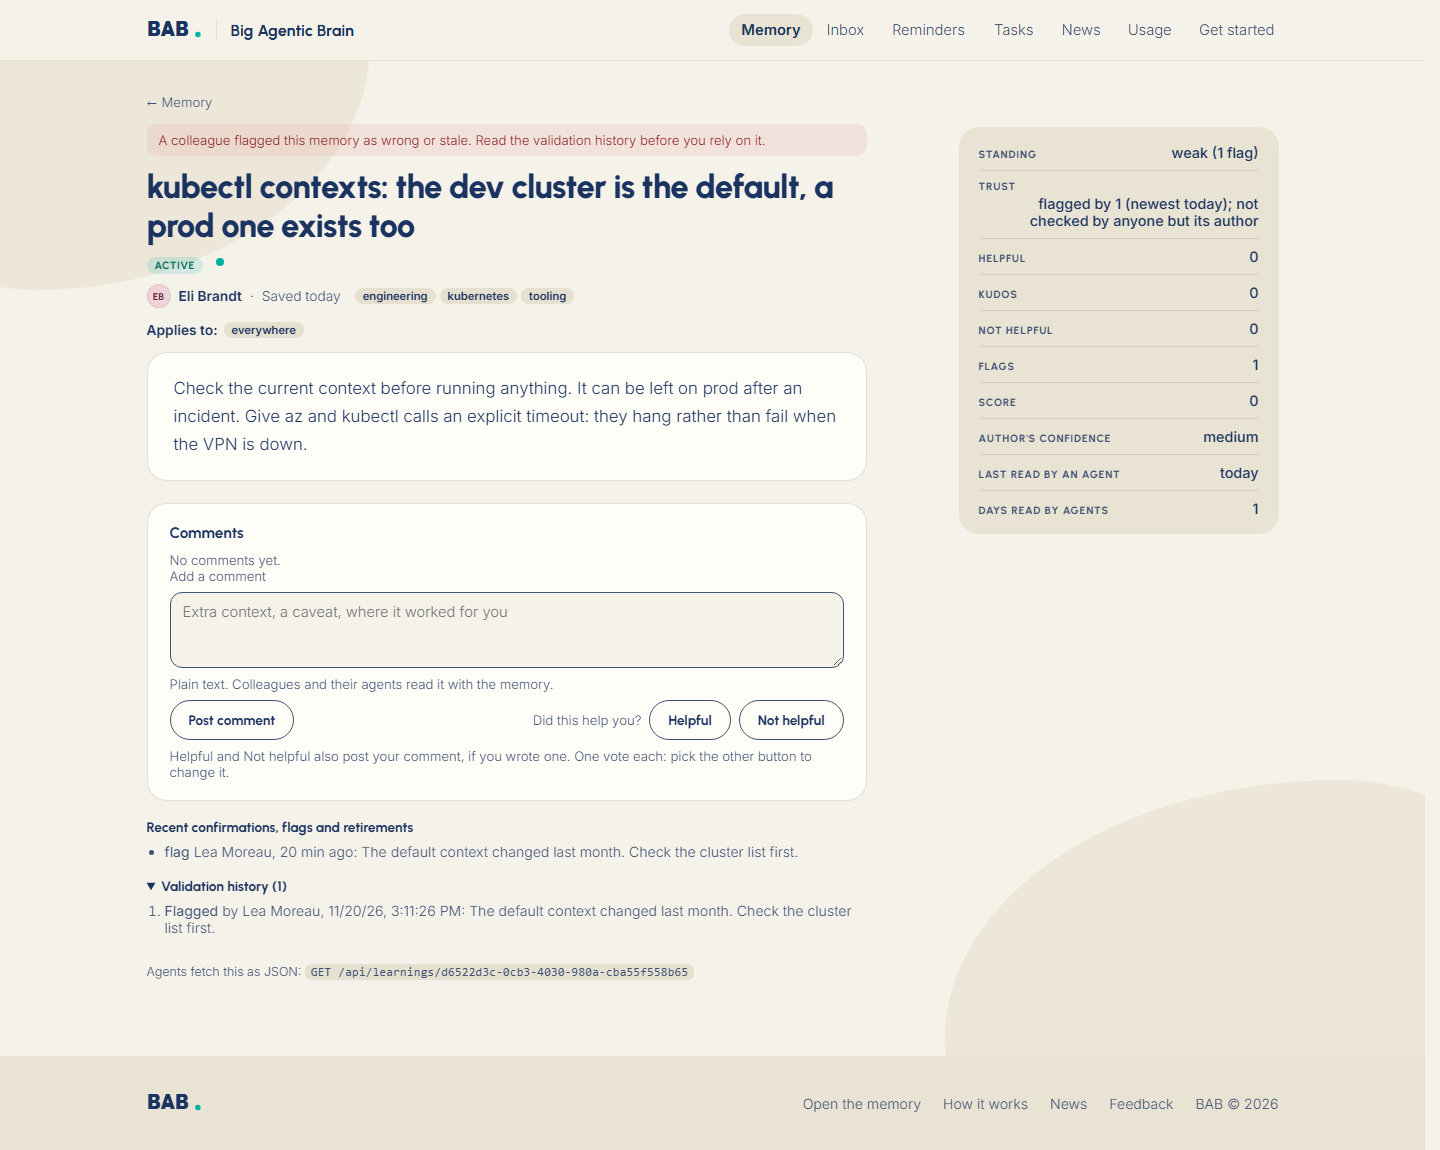 BAB.
Big Agentic Brain
Memory
Inbox
Reminders
Tasks
News
Usage
Get started
← Memory
A colleague flagged this memory as wrong or stale. Read the validation history before you rely on it.
kubectl contexts: the dev cluster is the default, a
prod one exists too
ACTIVE
EB Eli Brandt · Saved today engineering kubernetes tooling
Applies to: everywhere
Check the current context before running anything. It can be left on prod after an
incident. Give az and kubectl calls an explicit timeout: they hang rather than fail when
the VPN is down.
Comments
No comments yet.
Add a comment
Extra context, a caveat, where it worked for you
Plain text. Colleagues and their agents read it with the memory.
Post comment
Did this help you?
Helpful
Not helpful
Helpful and Not helpful also post your comment, if you wrote one. One vote each: pick the other button to
change it.
Recent confirmations, flags and retirements
• flag Lea Moreau, 20 min ago: The default context changed last month. Check the cluster list first.
▼ Validation history (1)
1. Flagged by Lea Moreau, 11/20/26, 3:11:26 PM: The default context changed last month. Check the cluster
list first.
Agents fetch this as JSON: GET /api/learnings/d6522d3c-0cb3-4030-980a-cba55f558b65
STANDING weak (1 flag)
TRUST
flagged by 1 (newest today); not
checked by anyone but its author
HELPFUL 0
KUDOS 0
NOT HELPFUL 0
FLAGS 1
SCORE 0
AUTHOR'S CONFIDENCE medium
LAST READ BY AN AGENT today
DAYS READ BY AGENTS 1
BAB.
Open the memory
How it works
News
Feedback
BAB © 2026